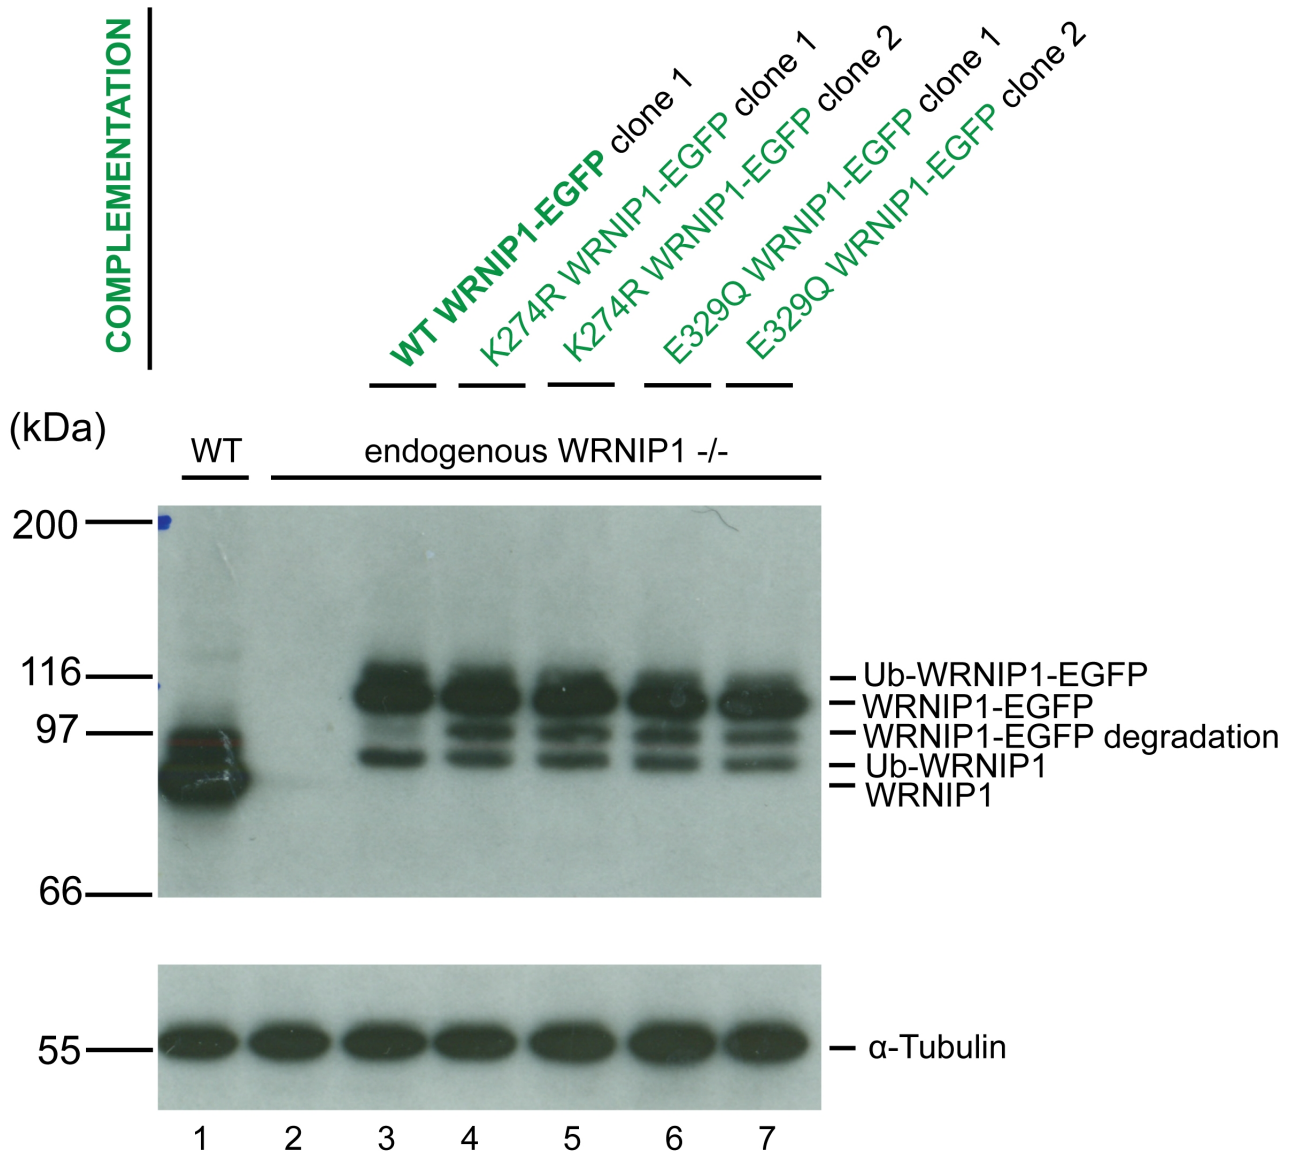 COMPLEMENTATION
WT WRNIP1-EGFP clone 1
K274R WRNIP1-EGFP clone 1
K274R WRNIP1-EGFP clone 2
E329Q WRNIP1-EGFP clone 1
E329Q WRNIP1-EGFP clone 2
(kDa)
WT
endogenous WRNIP1 -/-
200
116
97
66
Ub-WRNIP1-EGFP
WRNIP1-EGFP
WRNIP1-EGFP degradation
Ub-WRNIP1
WRNIP1
55
α-Tubulin
1 2 3 4 5 6 7